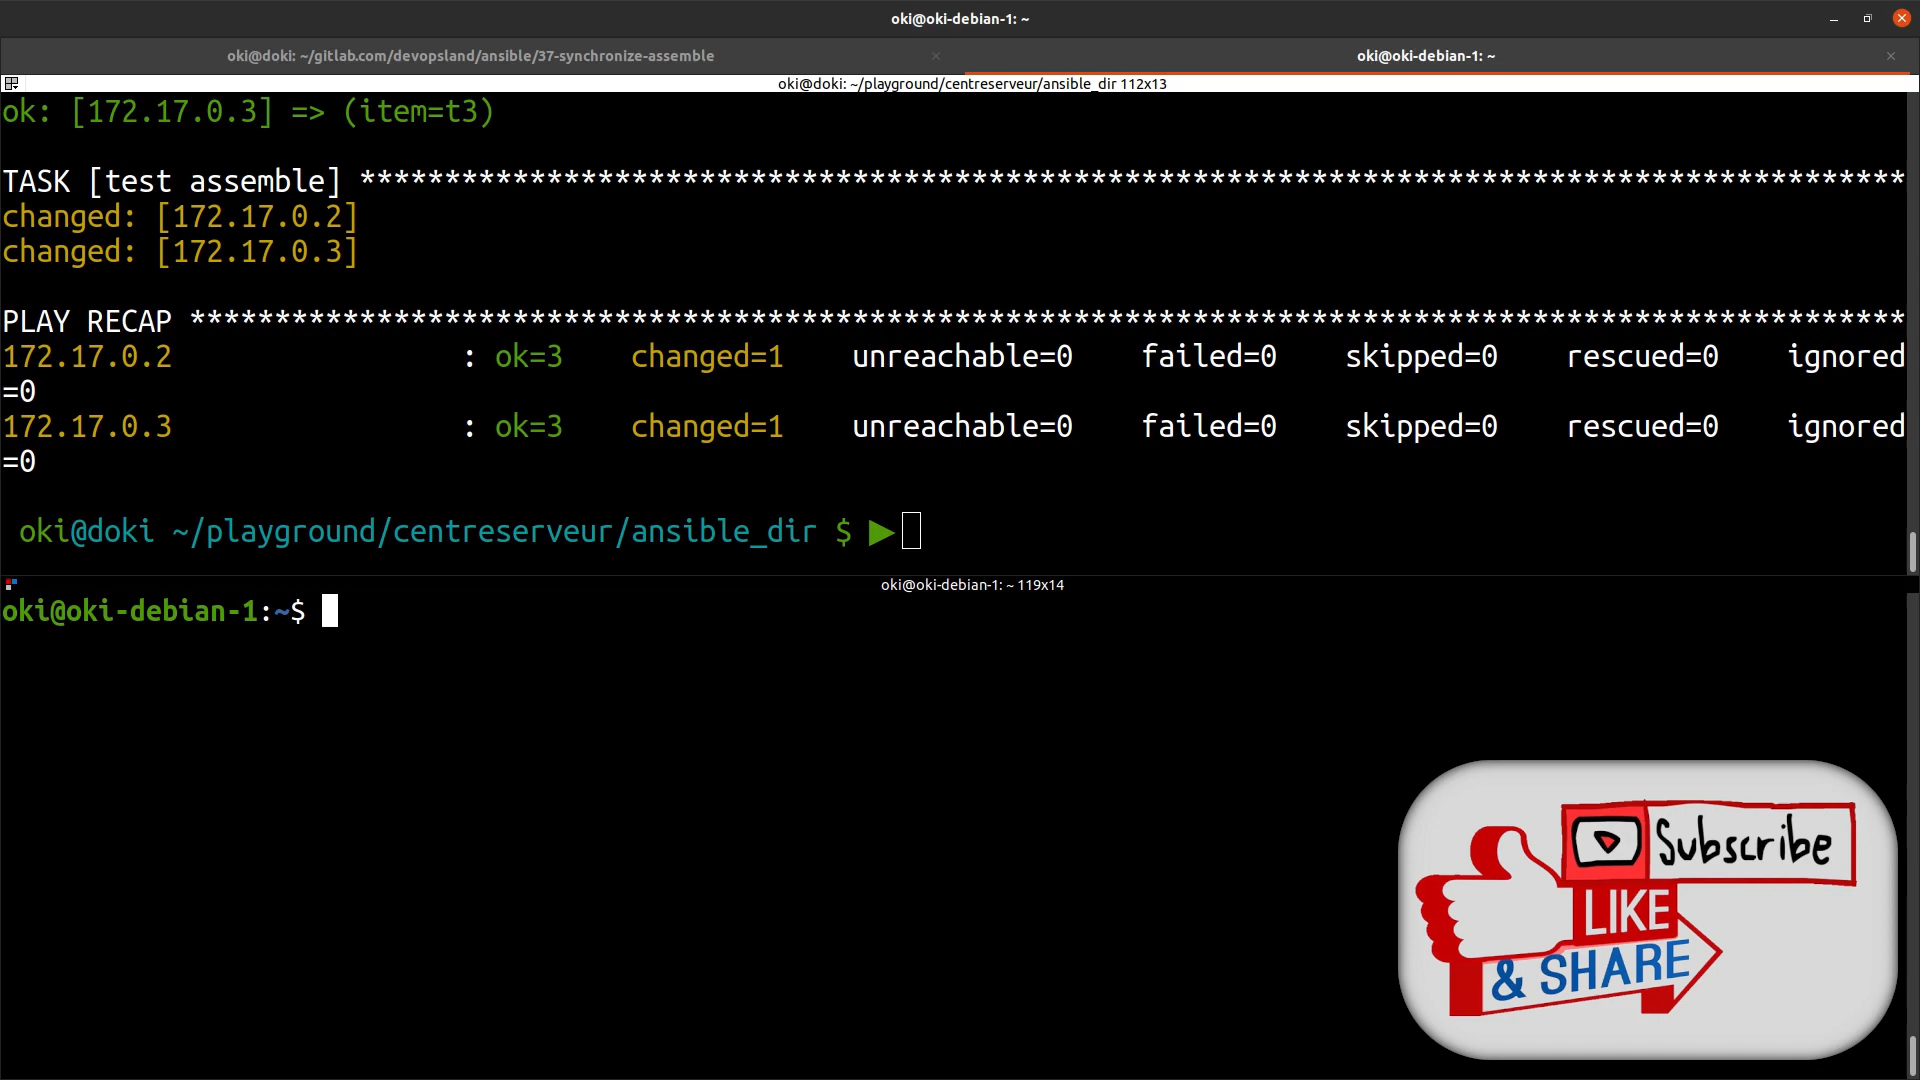 oki@oki-debian-1: ~
oki@doki: ~/gitlab.com/devopsland/ansible/37-synchronize-assemble
oki@oki-debian-1: ~
oki@doki: ~/playground/centreserveur/ansible_dir 112x13
ok: [172.17.0.3] => (item=t3)
TASK [test assemble] *******************************************************************************************
changed: [172.17.0.2]
changed: [172.17.0.3]
PLAY RECAP *****************************************************************************************************
172.17.0.2                 : ok=3    changed=1    unreachable=0    failed=0    skipped=0    rescued=0    ignored
=0
172.17.0.3                 : ok=3    changed=1    unreachable=0    failed=0    skipped=0    rescued=0    ignored
=0
oki@doki ~/playground/centreserveur/ansible_dir $ ▶
oki@oki-debian-1: ~ 119x14
oki@oki-debian-1:~$
Subscribe
LIKE
& SHARE